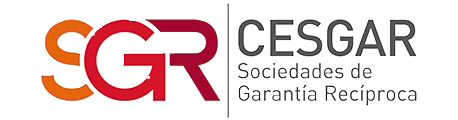 SGR
CESGAR
Sociedades de
Garantía Recíproca